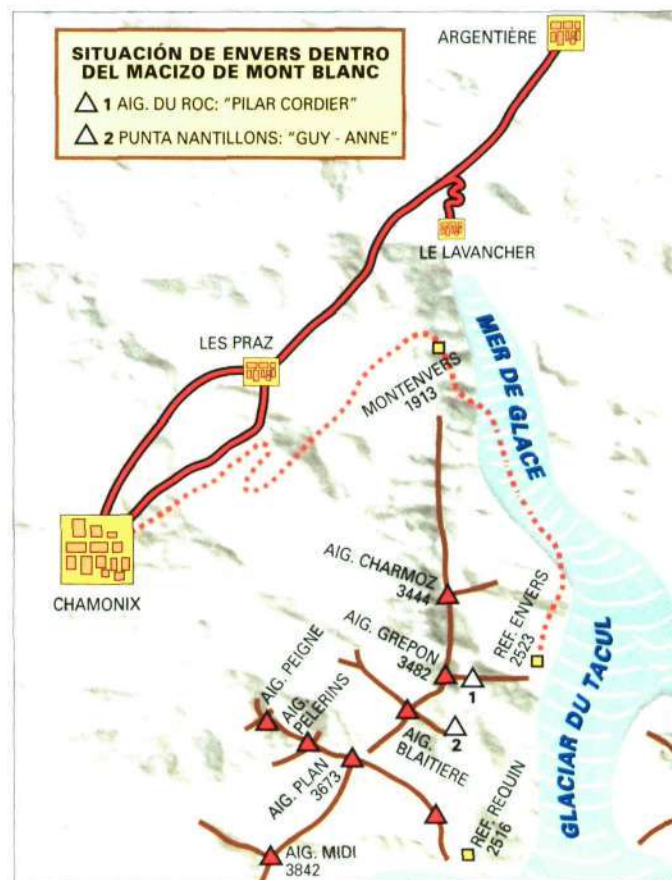 SITUACIÓN DE ENVERS DENTRO
DEL MACIZO DE MONT BLANC
1 AIG. DU ROC: "PILAR CORDIER"
2 PUNTA NANTILLONS: "GUY - ANNE"
ARGENTIÈRE
LE LAVANCHER
LES PRAZ
MONTENVERS
1913
MER DE GLACE
CHAMONIX
AIG. CHARMOZ
3444
REF. ENVERS
2523
AIG. GREPON
3482
1
AIG. PEIGNE
AIG.
PELERINS
2
AIG.
BLAITIERE
AIG. PLAN
3673
GLACIAR DU TACUL
REF. REQUIN
2516
AIG. MIDI
3842